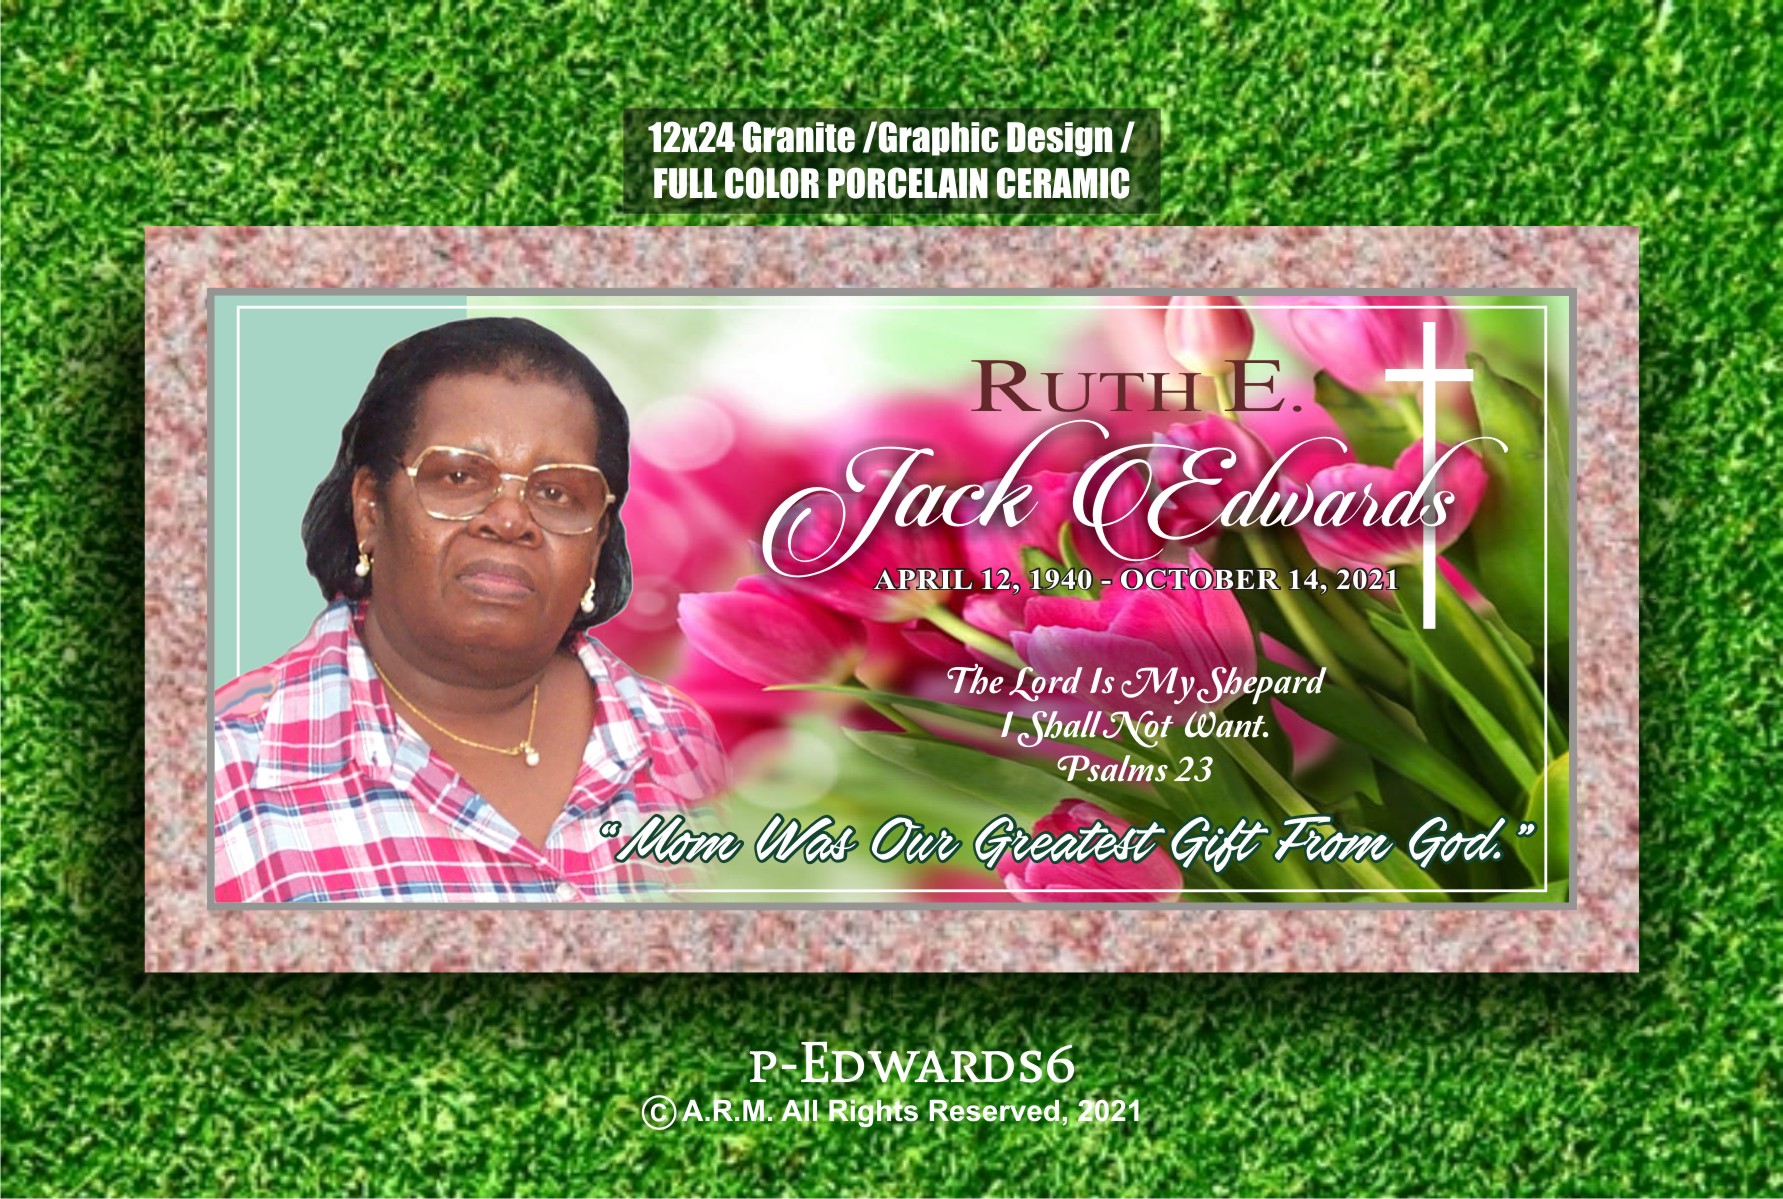 12x24 Granite /Graphic Design /
FULL COLOR PORCELAIN CERAMIC
RUTH E.
Jack Edwards
APRIL 12, 1940 - OCTOBER 14, 2021
The Lord Is My Shepard
I Shall Not Want.
Psalms 23
“Mom Was Our Greatest Gift From God.”
P-EDWARDS6
© A.R.M. All Rights Reserved, 2021